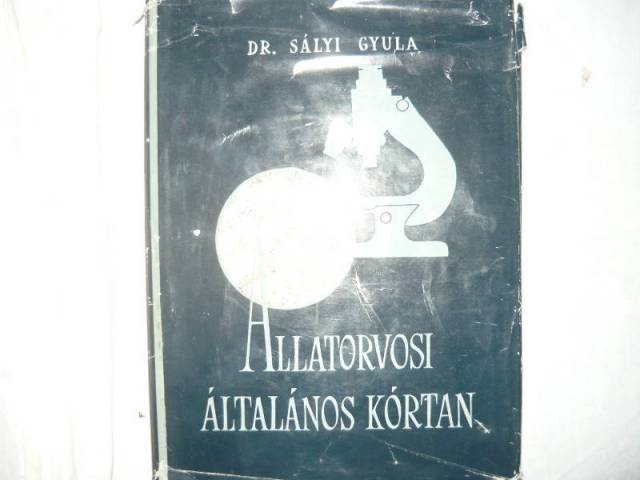 DR. SÁLYI GYULA
ÁLLATORVOSI
ÁLTALÁNOS KÓRTAN